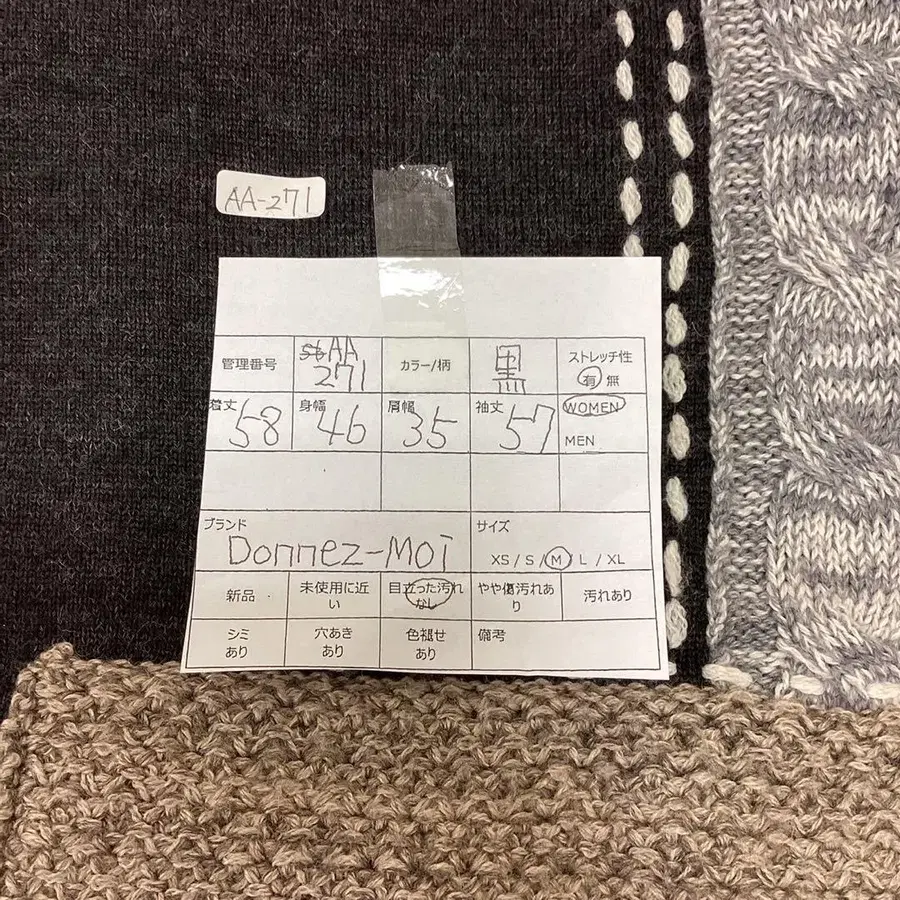 AA-271
管理番号 AA 271 カラー/柄 黒 ストレッチ性 有 無
着丈 58 身幅 46 肩幅 35 袖丈 57 WOMEN
MEN
ブランド サイズ
Donnez-Moi XS / S / M / L / XL
新品 未使用に近い 目立った汚れなし やや傷汚れあり 汚れあり
シミあり 穴あきあり 色褪せあり 備考